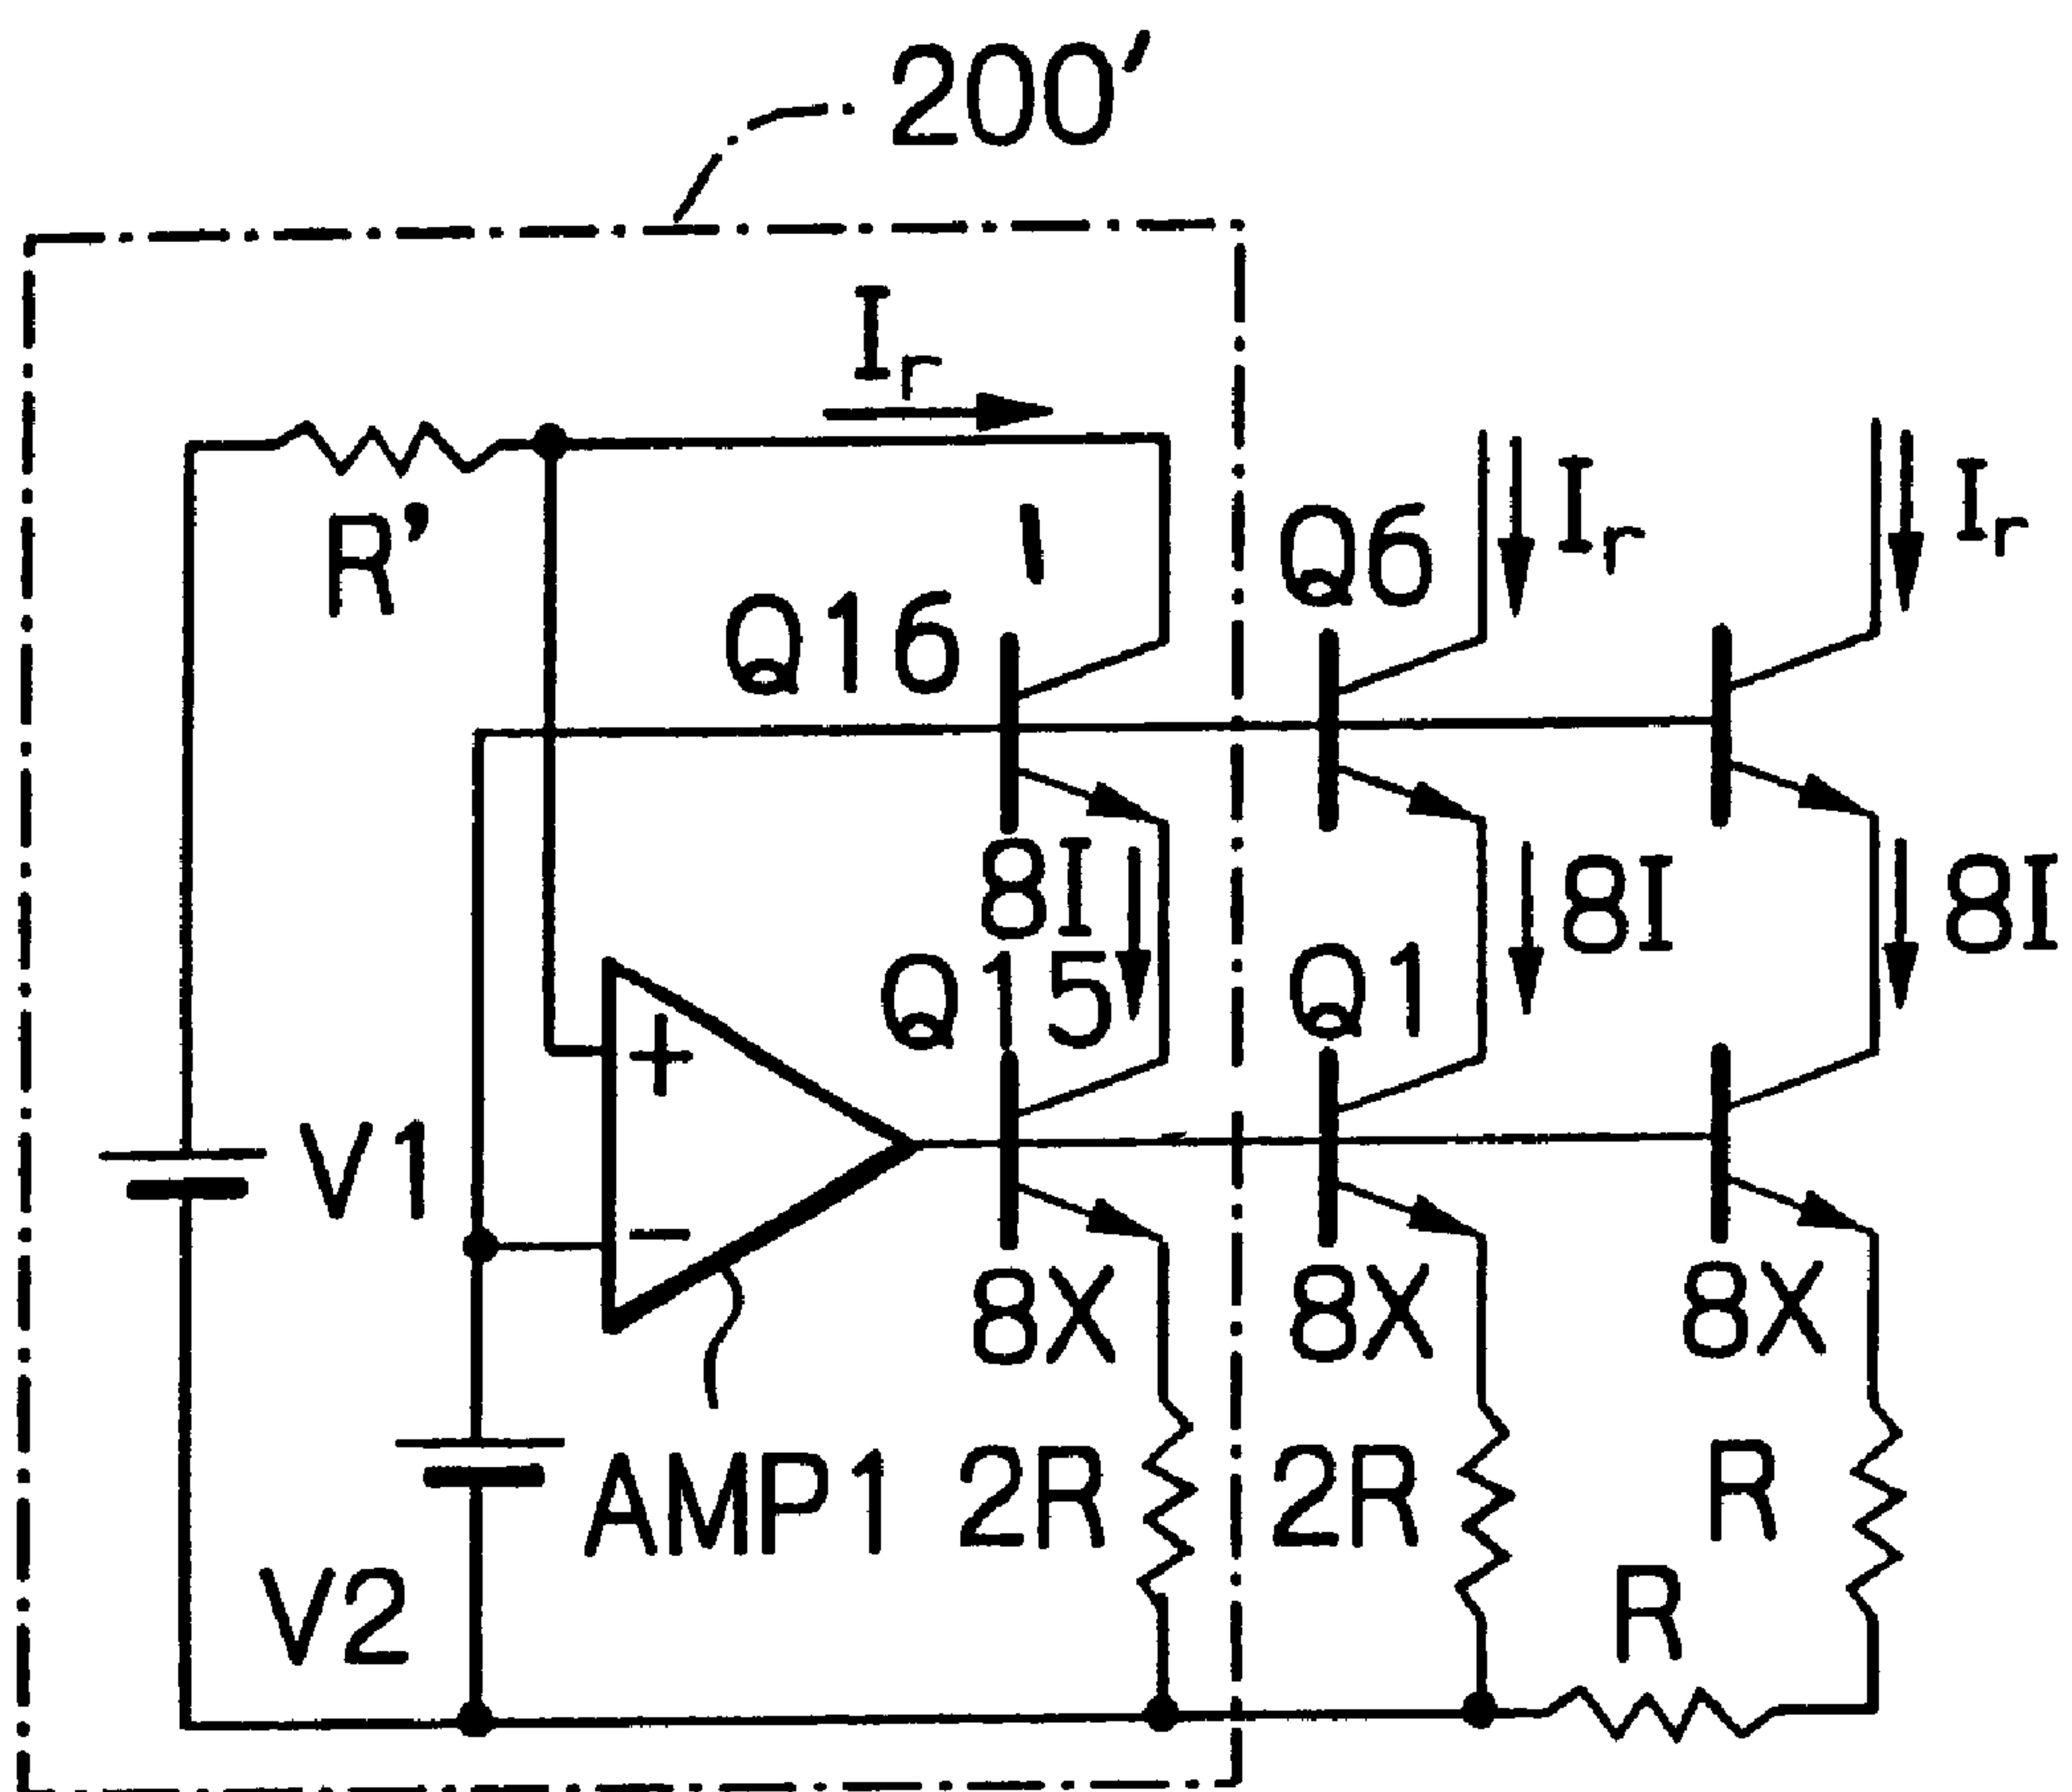 200'
Ir
R'
Q6
Ir
Ir
Q16
8I
8I
8I
Q15
Q1
+
V1
−
8X
8X
8X
AMP1
2R
2R
R
V2
R